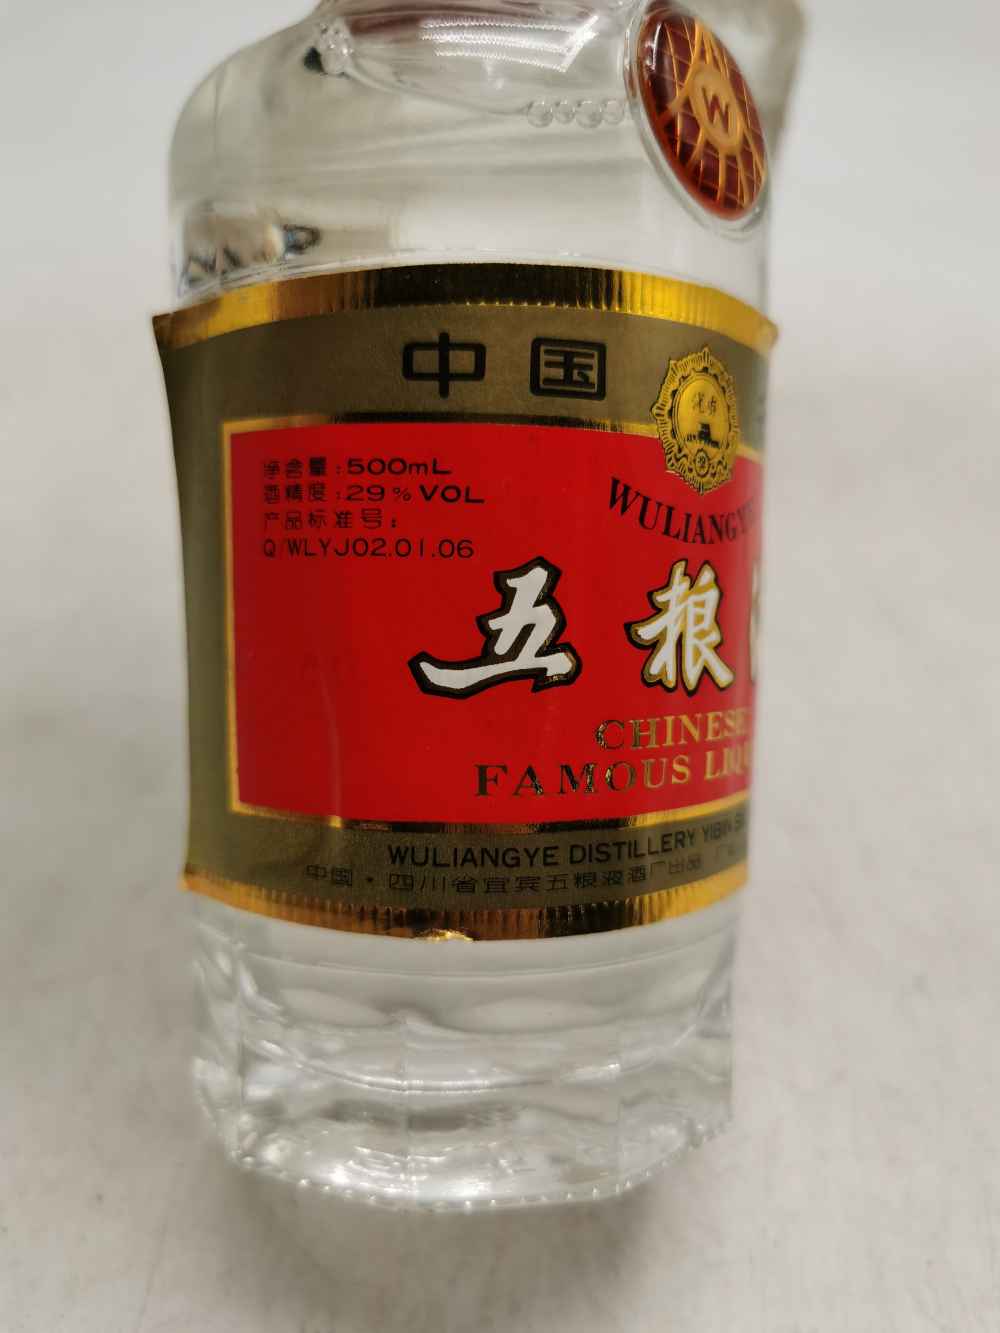 W
中国
净含量:500mL
酒精度:29%VOL
产品标准号:
Q/WLYJ02.01.06
WULIANGYE
五粮
CHINESE
FAMOUS
WULIANGYE DISTILLERY YIBIN
中国·四川省宜宾五粮液酒厂出品